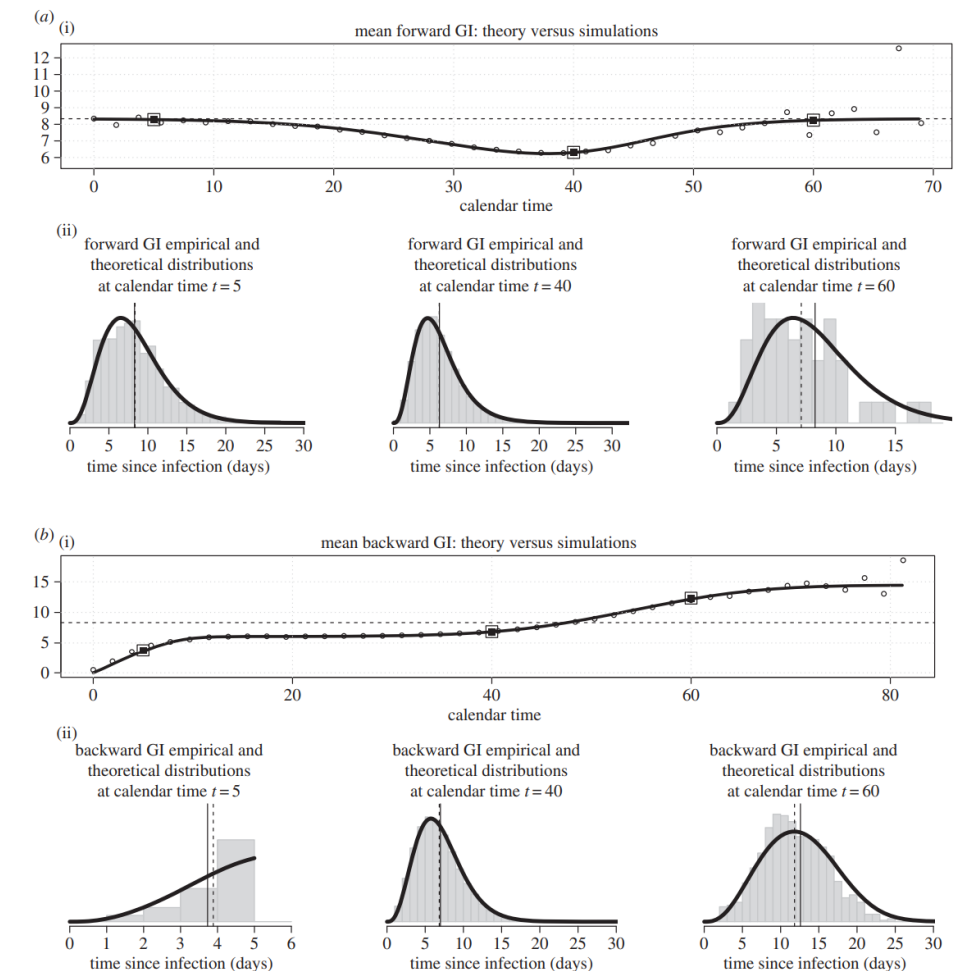 (a) (i)
mean forward GI: theory versus simulations
12
11
10
9
8
7
6
0 10 20 30 40 50 60 70
calendar time
(ii)
forward GI empirical and
theoretical distributions
at calendar time t = 5
forward GI empirical and
theoretical distributions
at calendar time t = 40
forward GI empirical and
theoretical distributions
at calendar time t = 60
0 5 10 15 20 25 30
time since infection (days)
0 5 10 15 20 25 30
time since infection (days)
0 5 10 15
time since infection (days)
(b) (i)
mean backward GI: theory versus simulations
15
10
5
0
0 20 40 60 80
calendar time
(ii)
backward GI empirical and
theoretical distributions
at calendar time t = 5
backward GI empirical and
theoretical distributions
at calendar time t = 40
backward GI empirical and
theoretical distributions
at calendar time t = 60
0 1 2 3 4 5 6
time since infection (days)
0 5 10 15 20 25 30
time since infection (days)
0 5 10 15 20 25 30
time since infection (days)